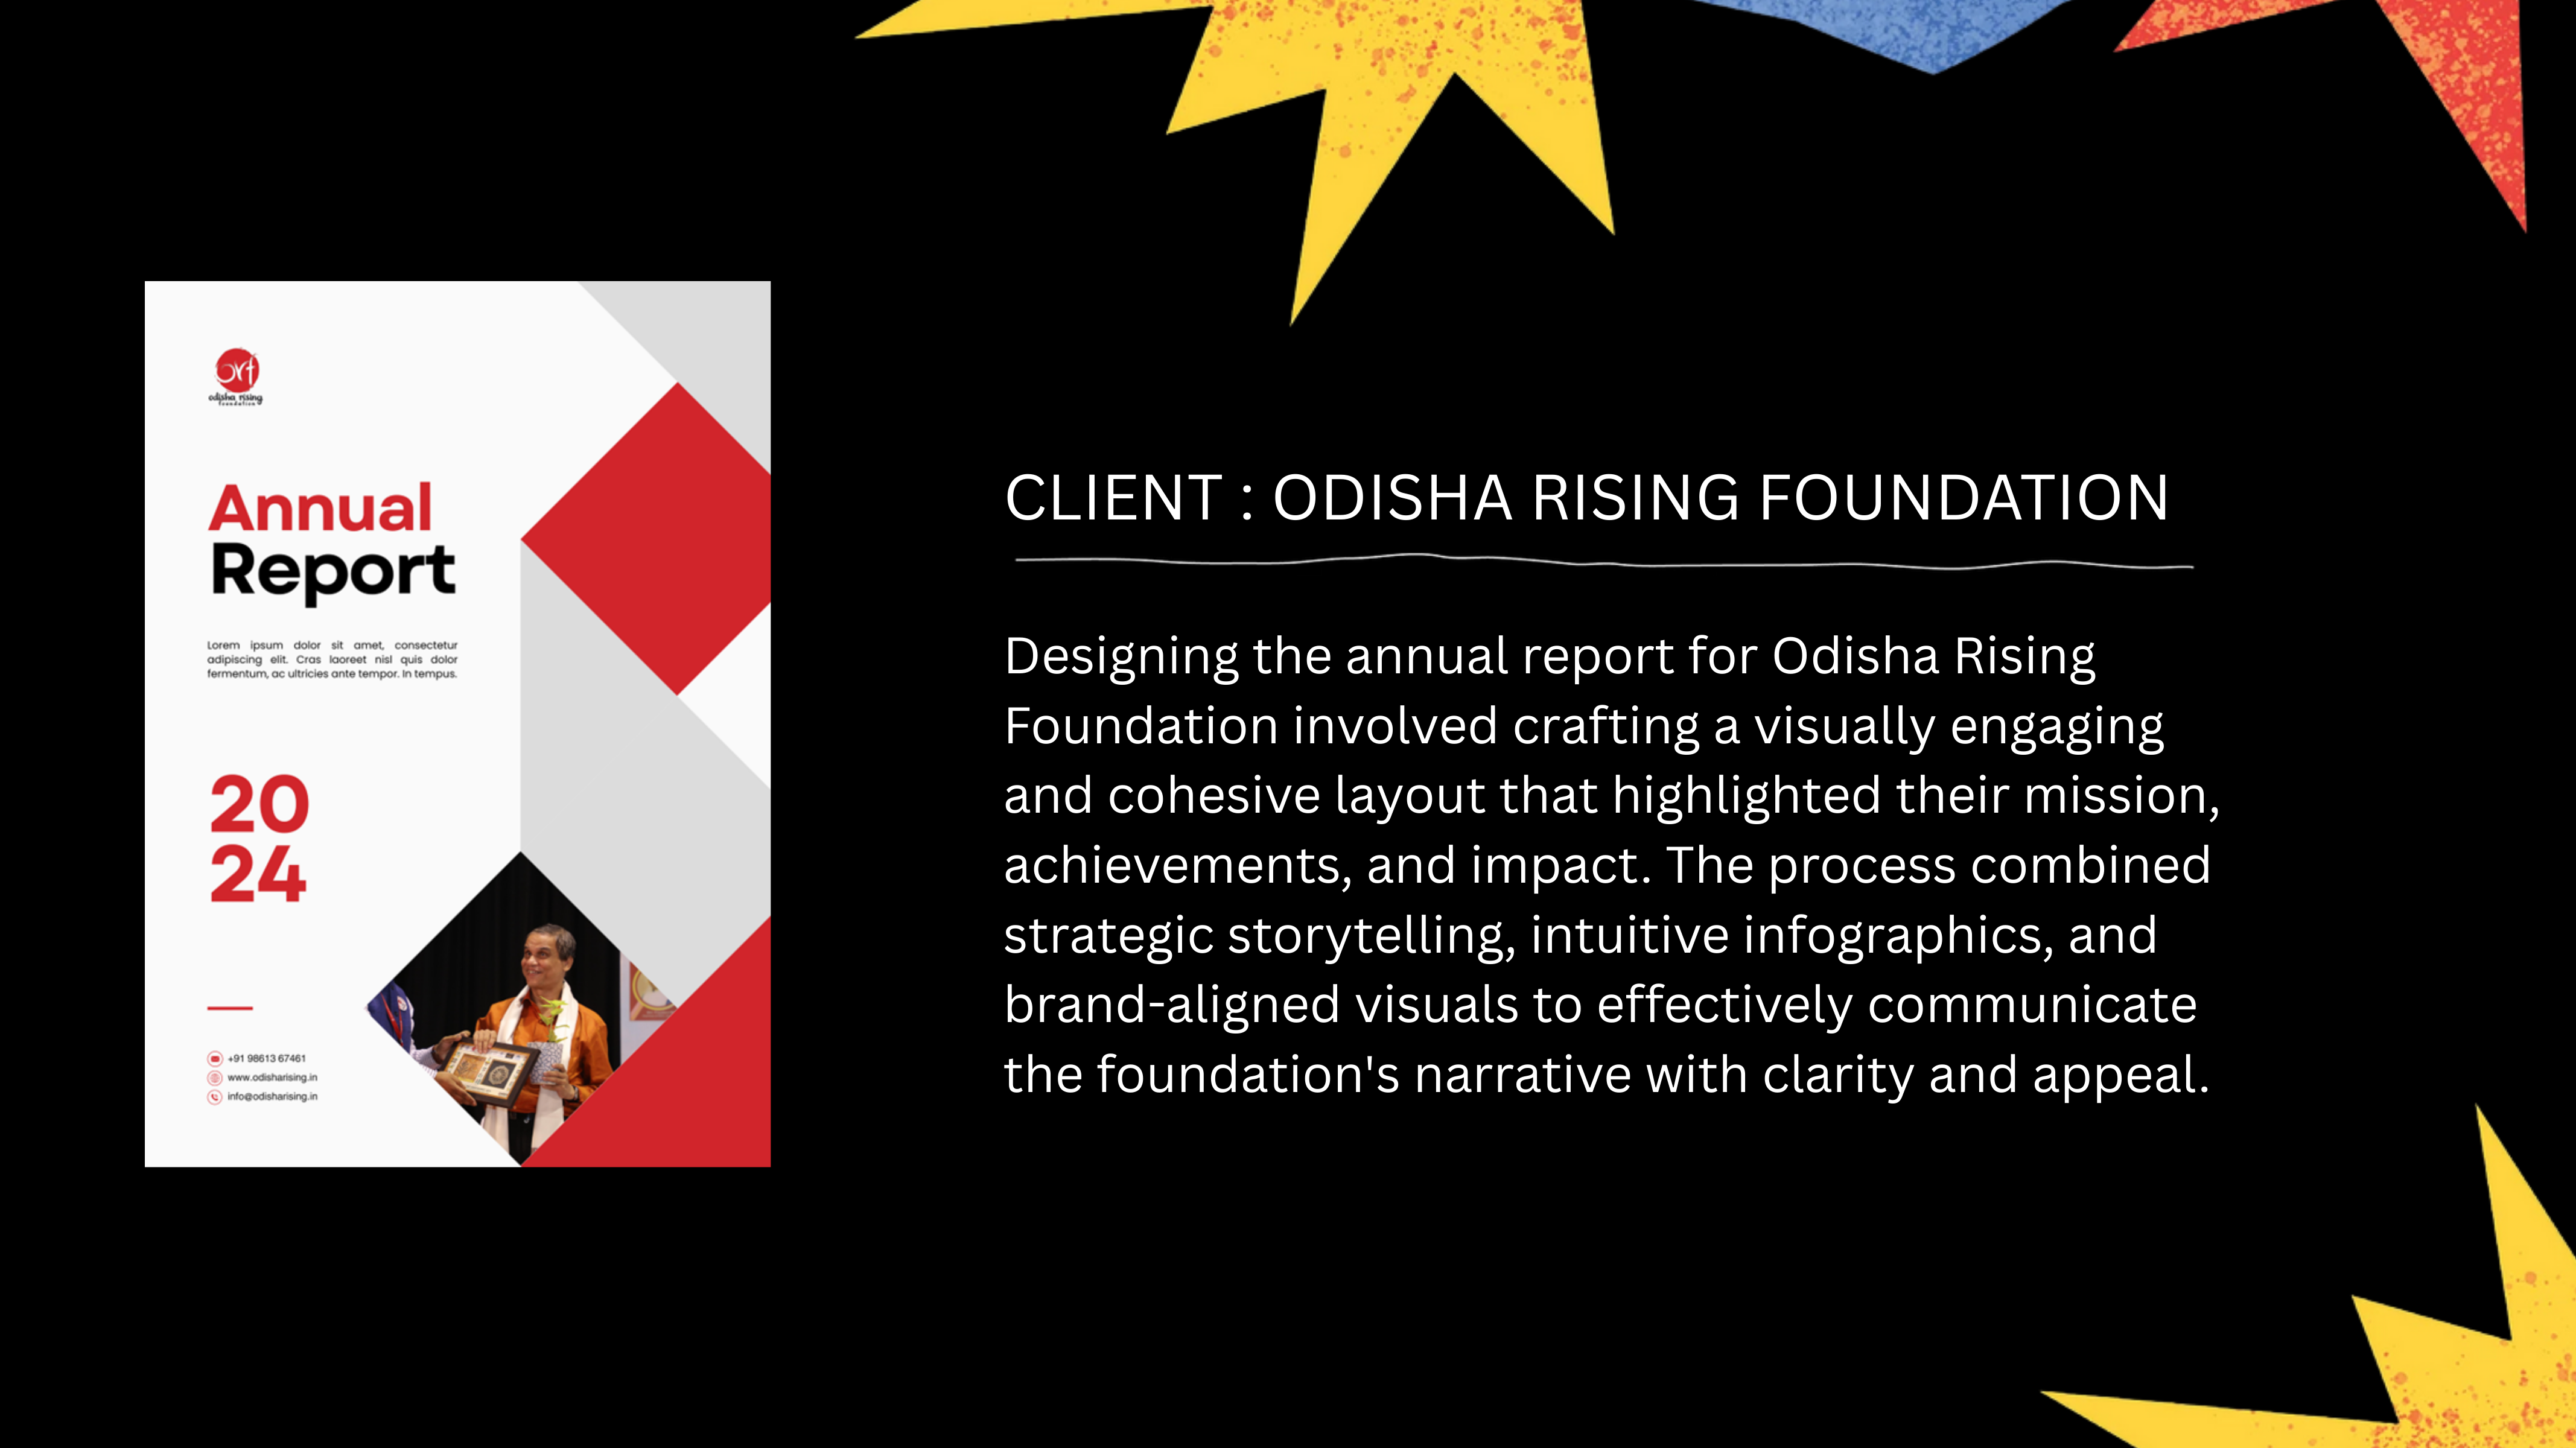 orf
odisha rising
foundation
Annual
Report
Lorem ipsum dolor sit amet, consectetur
adipiscing elit. Cras laoreet nisl quis dolor
fermentum, ac ultricies ante tempor. In tempus.
20
24
+91 98613 67461
www.odisharising.in
info@odisharising.in
CLIENT : ODISHA RISING FOUNDATION
Designing the annual report for Odisha Rising
Foundation involved crafting a visually engaging
and cohesive layout that highlighted their mission,
achievements, and impact. The process combined
strategic storytelling, intuitive infographics, and
brand-aligned visuals to effectively communicate
the foundation's narrative with clarity and appeal.